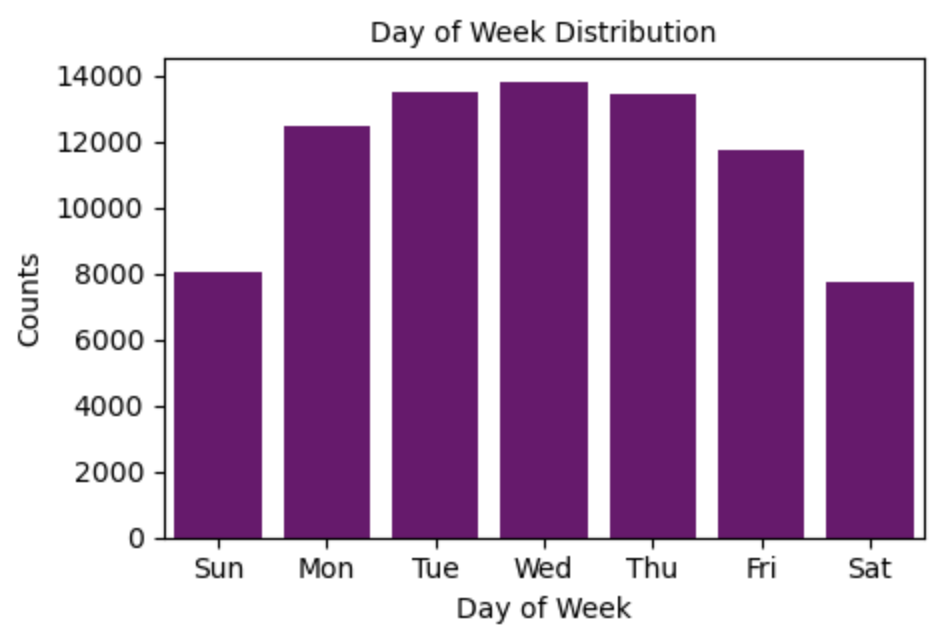 Day of Week Distribution
14000
12000
10000
8000
6000
4000
2000
0
Counts
Sun Mon Tue Wed Thu Fri Sat
Day of Week